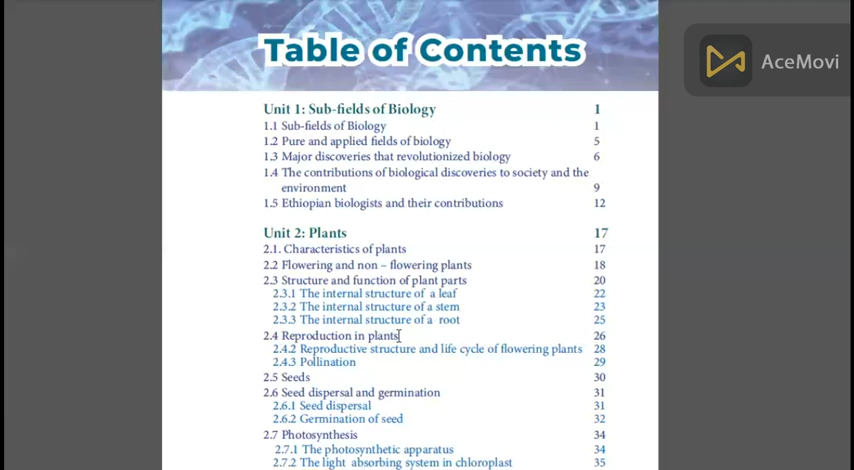 Table of Contents
AceMovi
Unit 1: Sub-fields of Biology 1
1.1 Sub-fields of Biology 1
1.2 Pure and applied fields of biology 5
1.3 Major discoveries that revolutionized biology 6
1.4 The contributions of biological discoveries to society and the
environment 9
1.5 Ethiopian biologists and their contributions 12
Unit 2: Plants 17
2.1. Characteristics of plants 17
2.2 Flowering and non – flowering plants 18
2.3 Structure and function of plant parts 20
2.3.1 The internal structure of a leaf 22
2.3.2 The internal structure of a stem 23
2.3.3 The internal structure of a root 25
2.4 Reproduction in plants 26
2.4.2 Reproductive structure and life cycle of flowering plants 28
2.4.3 Pollination 29
2.5 Seeds 30
2.6 Seed dispersal and germination 31
2.6.1 Seed dispersal 31
2.6.2 Germination of seed 32
2.7 Photosynthesis 34
2.7.1 The photosynthetic apparatus 34
2.7.2 The light absorbing system in chloroplast 35